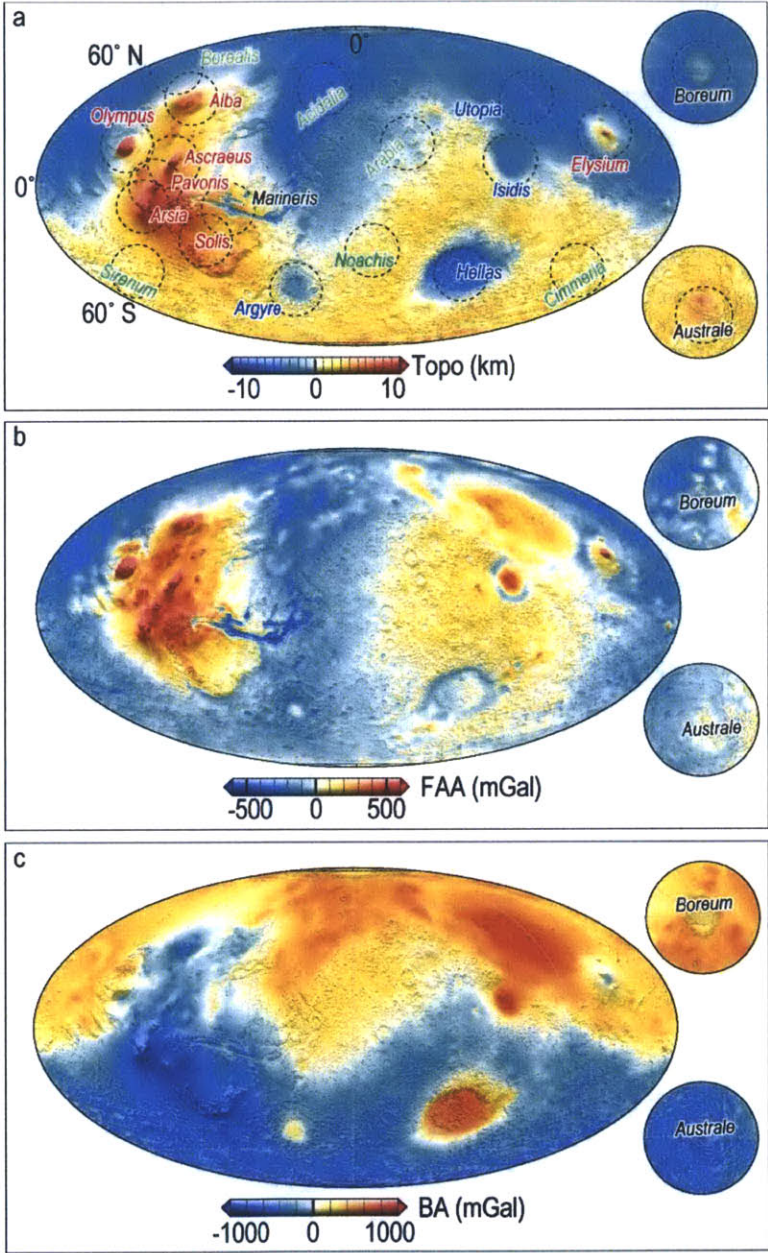 a
60° N
0°
Borealis
Boreum
Olympus
Alba
Acidalia
Utopia
Arabia
Elysium
Ascraeus
Pavonis
0°
Marineris
Isidis
Arsia
Solis
Noachis
Hellas
Cimmeria
Sirenum
Argyre
60° S
Australe
Topo (km)
-10 0 10
b
Boreum
Australe
FAA (mGal)
-500 0 500
c
Boreum
Australe
BA (mGal)
-1000 0 1000